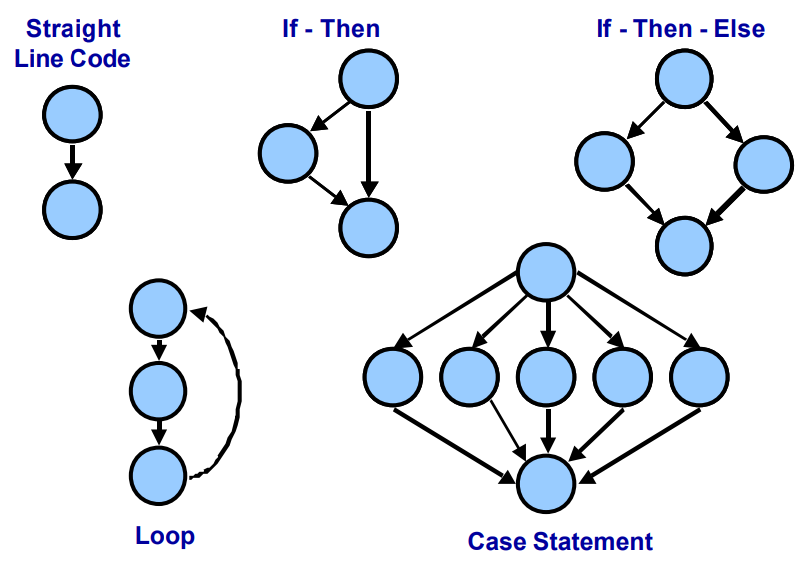 Straight
Line Code
If - Then
If - Then - Else
Loop
Case Statement